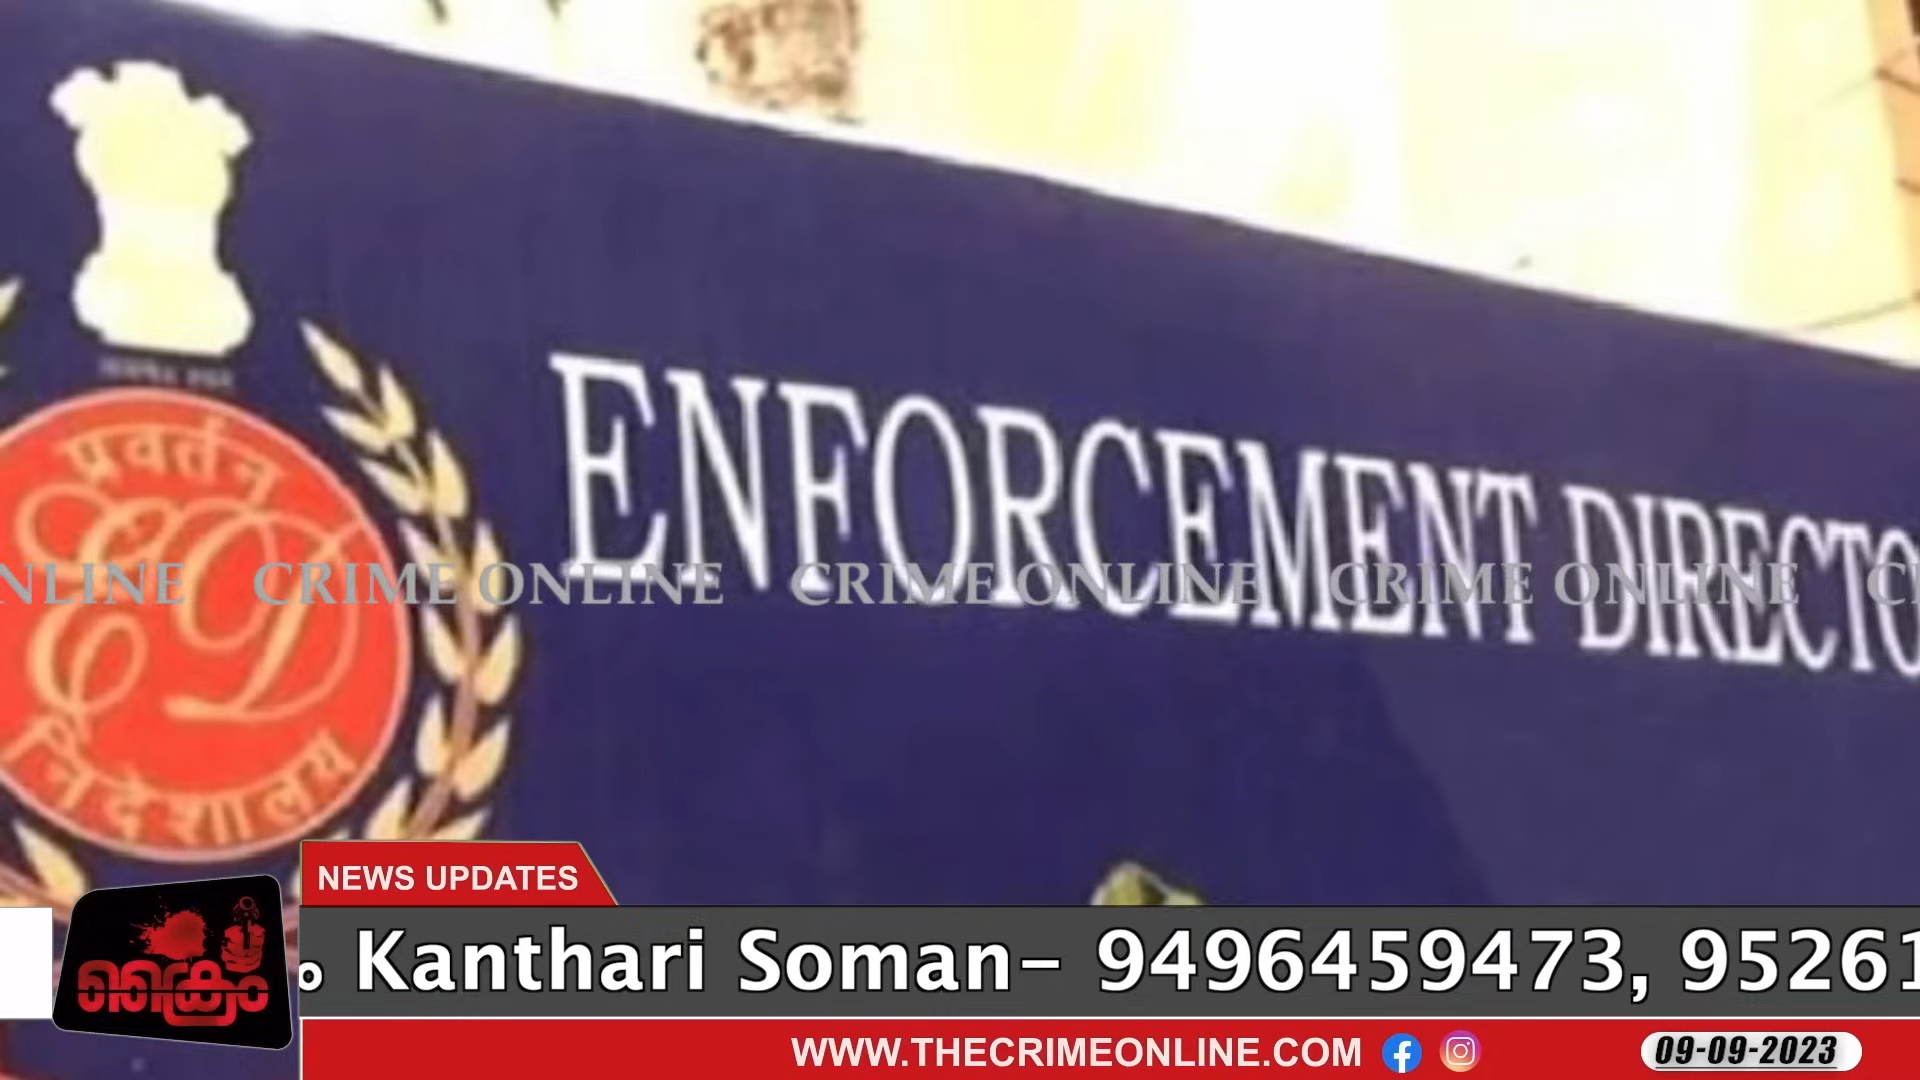 ENFORCEMENT DIRECTO
प्रवर्तन
ED
निदेशालय
NLINE CRIME ONLINE CRIME ONLINE CRIME ONLINE C
NEWS UPDATES
Kanthari Soman- 9496459473, 95261
ക്രൈം
WWW.THECRIMEONLINE.COM
09-09-2023